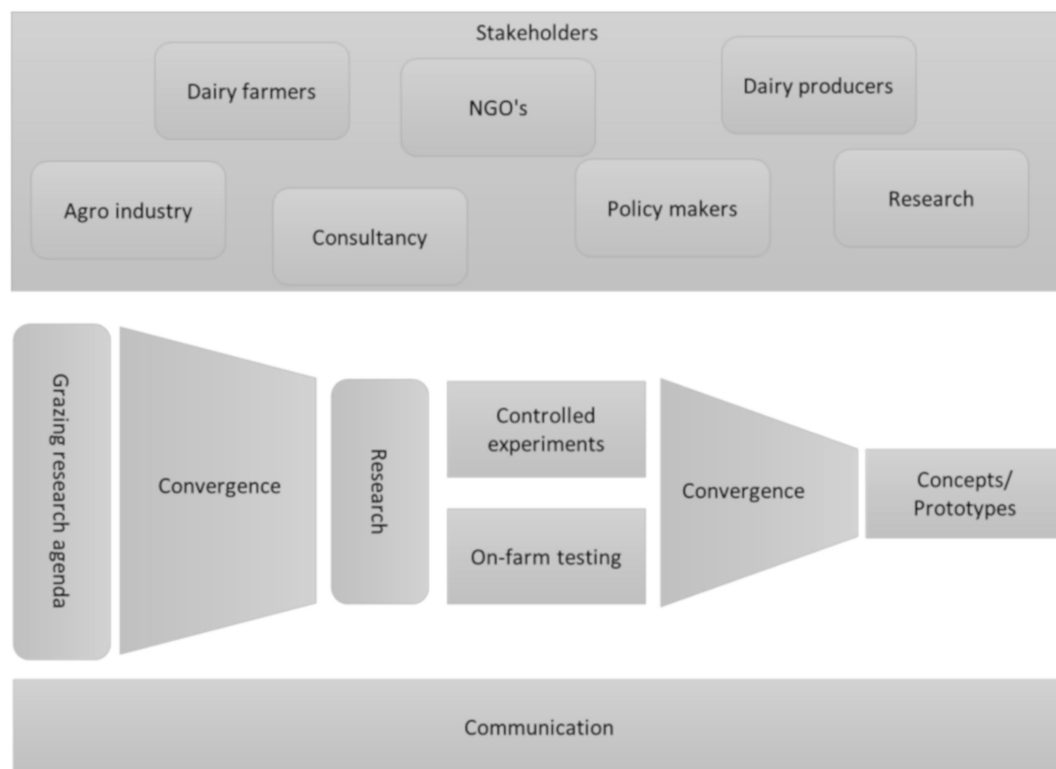 Stakeholders
Dairy farmers
NGO's
Dairy producers
Agro industry
Consultancy
Policy makers
Research
Grazing research agenda
Convergence
Research
Controlled
experiments
On-farm testing
Convergence
Concepts/
Prototypes
Communication